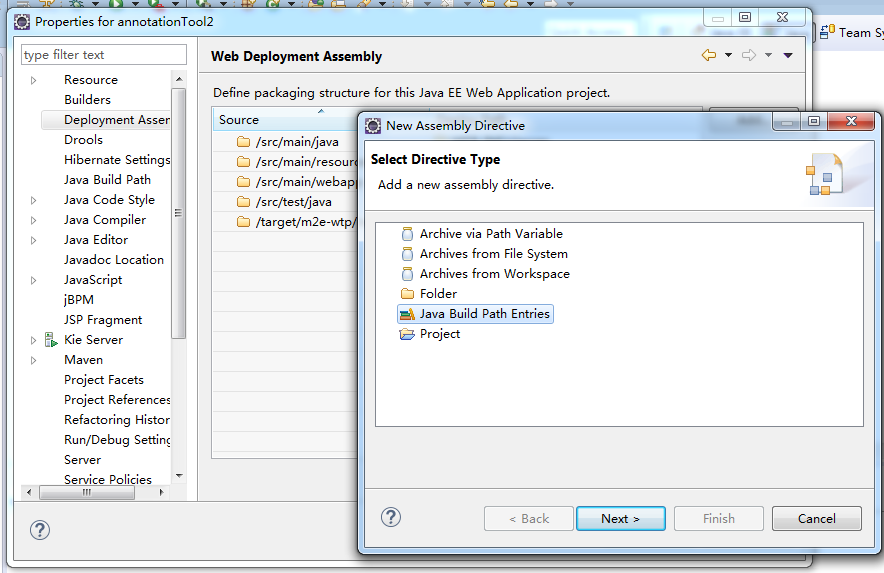 Properties for annotationTool2
Team Sy
type filter text
Resource
Builders
Deployment Asser
Drools
Hibernate Settings
Java Build Path
Java Code Style
Java Compiler
Java Editor
Javadoc Location
JavaScript
jBPM
JSP Fragment
Kie Server
Maven
Project Facets
Project References
Refactoring Histor
Run/Debug Setting
Server
Service Policies
Web Deployment Assembly
Define packaging structure for this Java EE Web Application project.
Source
/src/main/java
/src/main/resourc
/src/main/webapp
/src/test/java
/target/m2e-wtp/
New Assembly Directive
Select Directive Type
Add a new assembly directive.
Archive via Path Variable
Archives from File System
Archives from Workspace
Folder
Java Build Path Entries
Project
< Back
Next >
Finish
Cancel